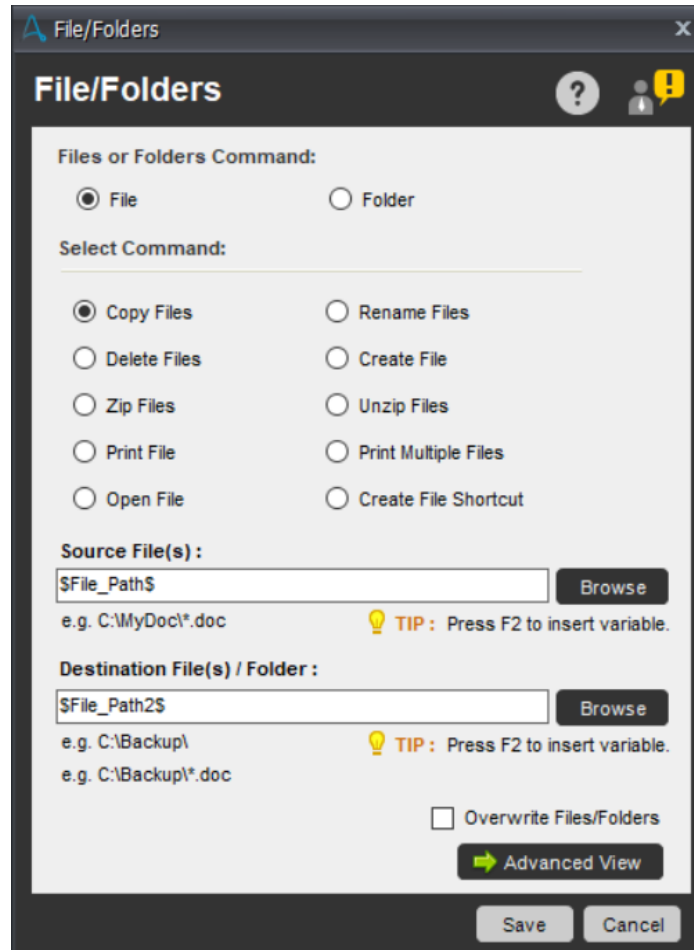 File/Folders
x
File/Folders
?
!
Files or Folders Command:
File Folder
Select Command:
Copy Files Rename Files
Delete Files Create File
Zip Files Unzip Files
Print File Print Multiple Files
Open File Create File Shortcut
Source File(s) :
$File_Path$ Browse
e.g. C:\MyDoc\*.doc TIP : Press F2 to insert variable.
Destination File(s) / Folder :
$File_Path2$ Browse
e.g. C:\Backup\ TIP : Press F2 to insert variable.
e.g. C:\Backup\*.doc
Overwrite Files/Folders
Advanced View
Save Cancel